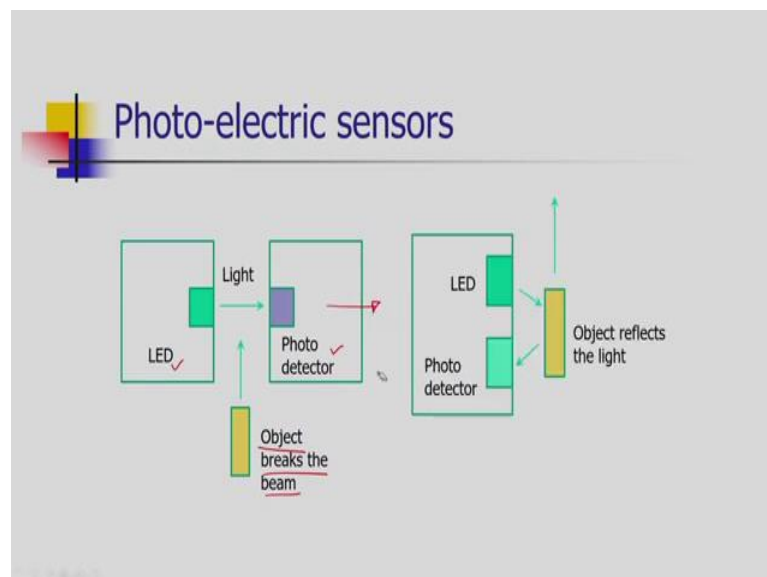 Photo-electric sensors
Light
LED
Photo
detector
Object
breaks the
beam
LED
Photo
detector
Object reflects
the light